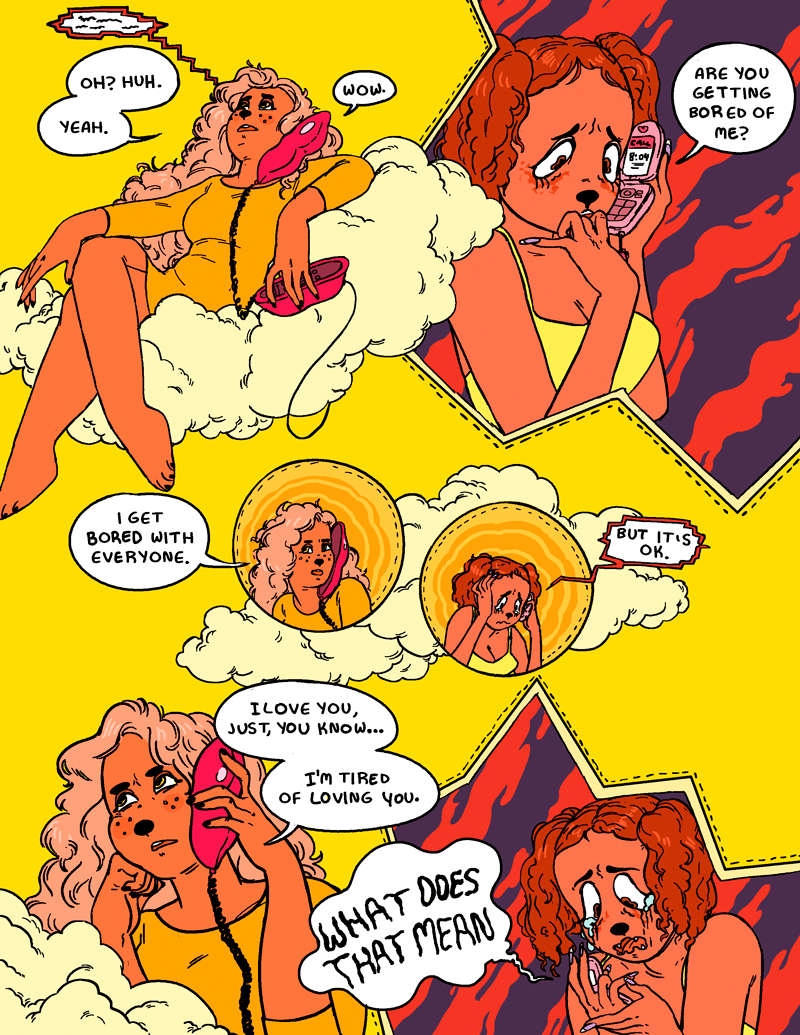 OH? HUH.
YEAH.
WOW.
ARE YOU
GETTING
BORED OF
ME?
CALL
8:04
I GET
BORED WITH
EVERYONE.
BUT IT'S
OK.
I LOVE YOU,
JUST, YOU KNOW...
I'M TIRED
OF LOVING YOU.
WHAT DOES
THAT MEAN